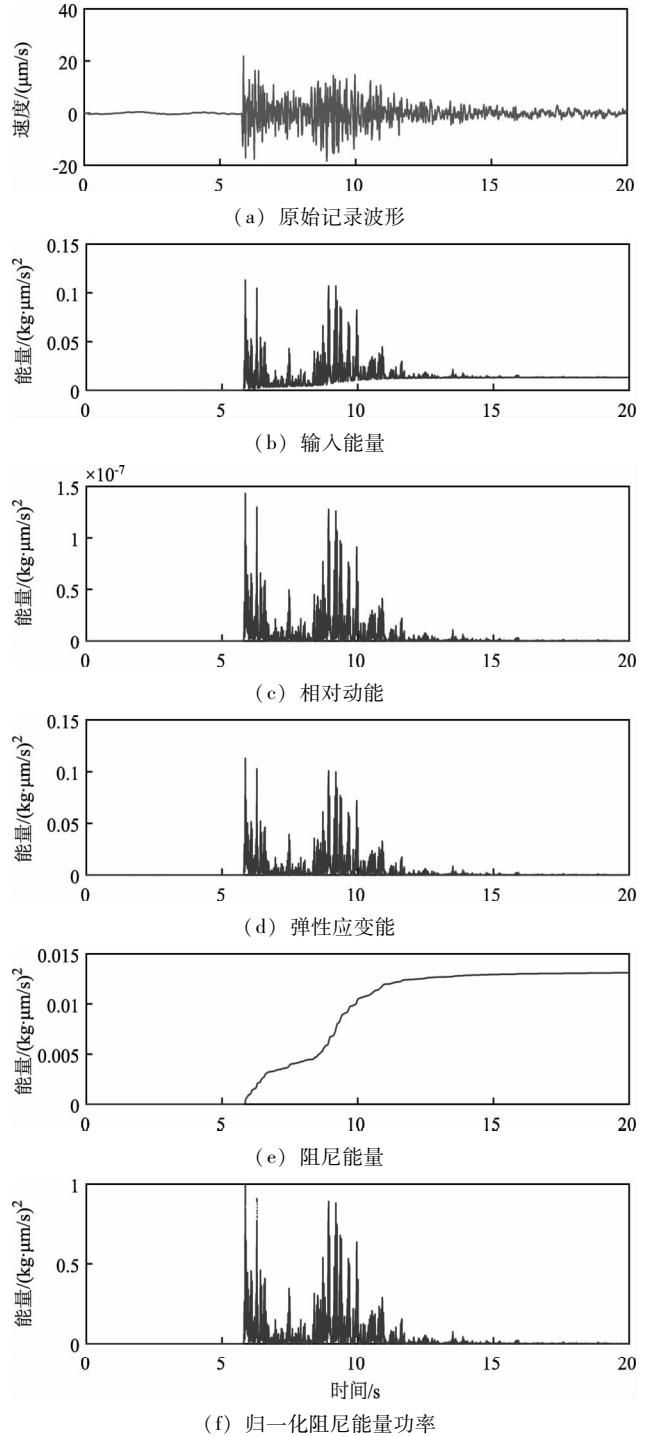 40
20
0
-20
速度/(μm/s)
0 5 10 15 20
(a) 原始记录波形
0.15
0.1
0.05
0
能量/(kg·μm/s)²
0 5 10 15 20
(b) 输入能量
×10⁻⁷
1.5
1
0.5
0
能量/(kg·μm/s)²
0 5 10 15 20
(c) 相对动能
0.15
0.1
0.05
0
能量/(kg·μm/s)²
0 5 10 15 20
(d) 弹性应变能
0.015
0.01
0.005
0
能量/(kg·μm/s)²
0 5 10 15 20
(e) 阻尼能量
1
0.5
0
能量/(kg·μm/s)²
0 5 10 15 20
时间/s
(f) 归一化阻尼能量功率